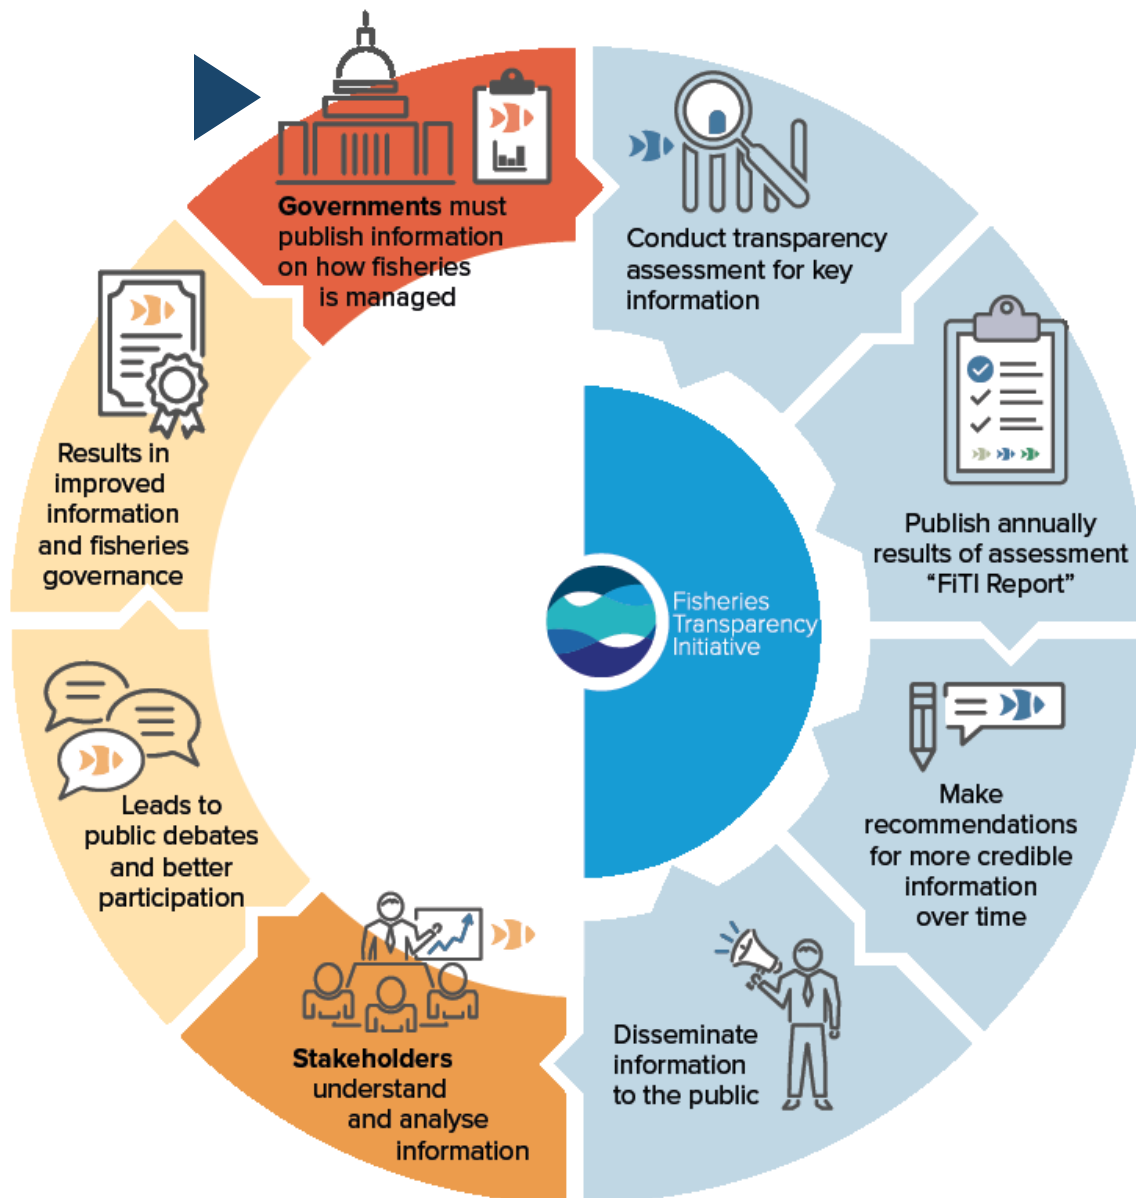 Governments must
publish information
on how fisheries
is managed
Conduct transparency
assessment for key
information
Publish annually
results of assessment
“FiTI Report”
Make
recommendations
for more credible
information
over time
Disseminate
information
to the public
Stakeholders
understand
and analyse
information
Leads to
public debates
and better
participation
Results in
improved
information
and fisheries
governance
Fisheries
Transparency
Initiative